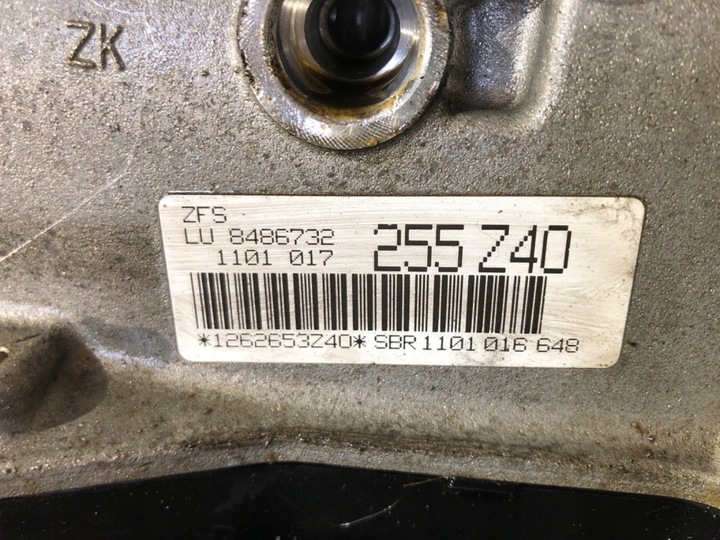 ZK
ZFS
LU 8486732
1101 017
255 Z40
*1262653Z40* SBR 1101 016 648